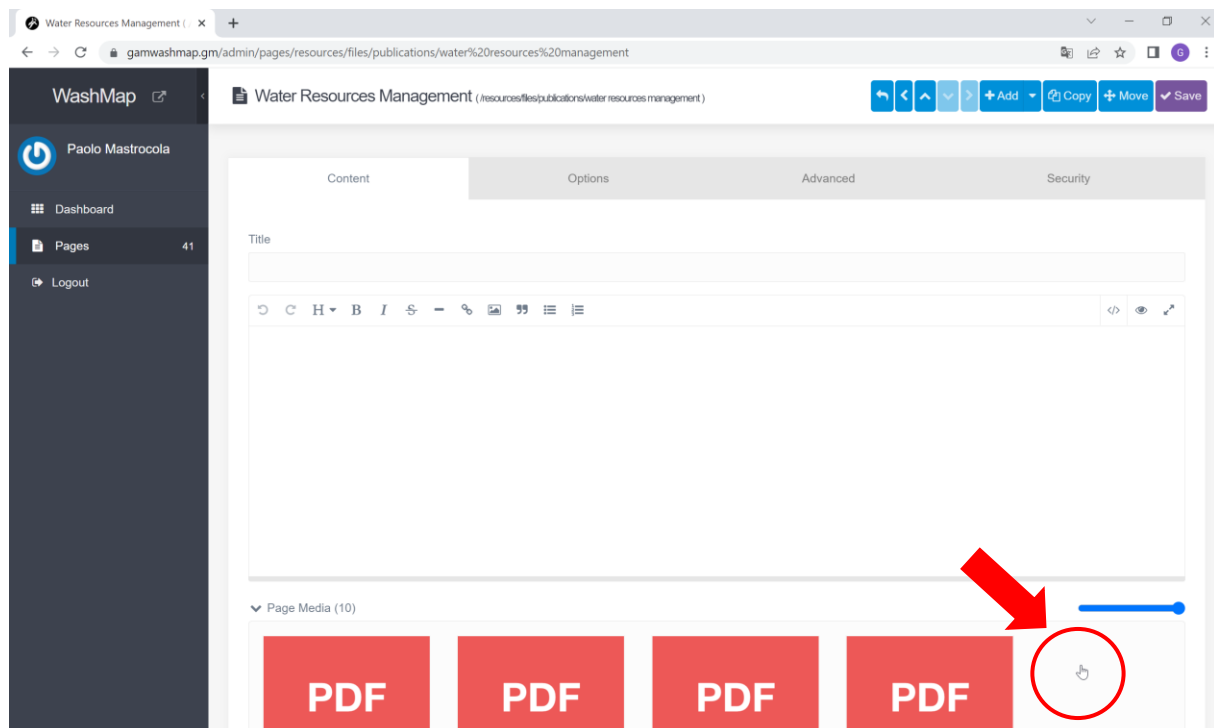 Water Resources Management (
gamwashmap.gm/admin/pages/resources/files/publications/water%20resources%20management
G
WashMap
Water Resources Management ( /resources/files/publications/water resources management )
Add
Copy
Move
Save
Paolo Mastrocola
Content
Options
Advanced
Security
Dashboard
Pages 41
Logout
Title
H B I S
Page Media (10)
PDF PDF PDF PDF